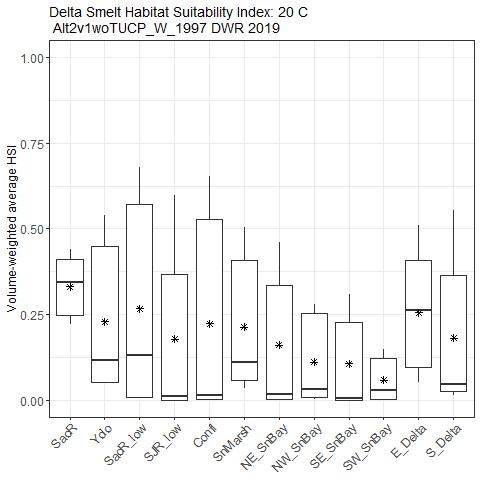 Delta Smelt Habitat Suitability Index: 20 C
Alt2v1woTUCP_W_1997 DWR 2019
Volume-weighted average HSI
1.00
0.75
0.50
0.25
0.00
SacR
Yolo
SacR_low
SJR_low
Confl
SnMarsh
NE_SnBay
NW_SnBay
SE_SnBay
SW_SnBay
E_Delta
S_Delta